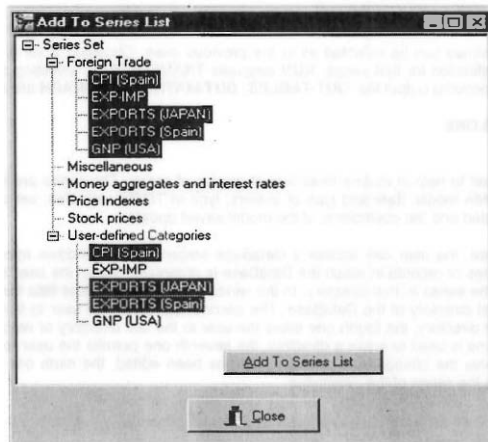 Add To Series List
Series Set
Foreign Trade
CPI (Spain)
EXP-IMP
EXPORTS (JAPAN)
EXPORTS (Spain)
GNP (USA)
Miscellaneous
Money aggregates and interest rates
Price Indexes
Stock prices
User-defined Categories
CPI (Spain)
EXP-IMP
EXPORTS (JAPAN)
EXPORTS (Spain)
GNP (USA)
Add To Series List
Close